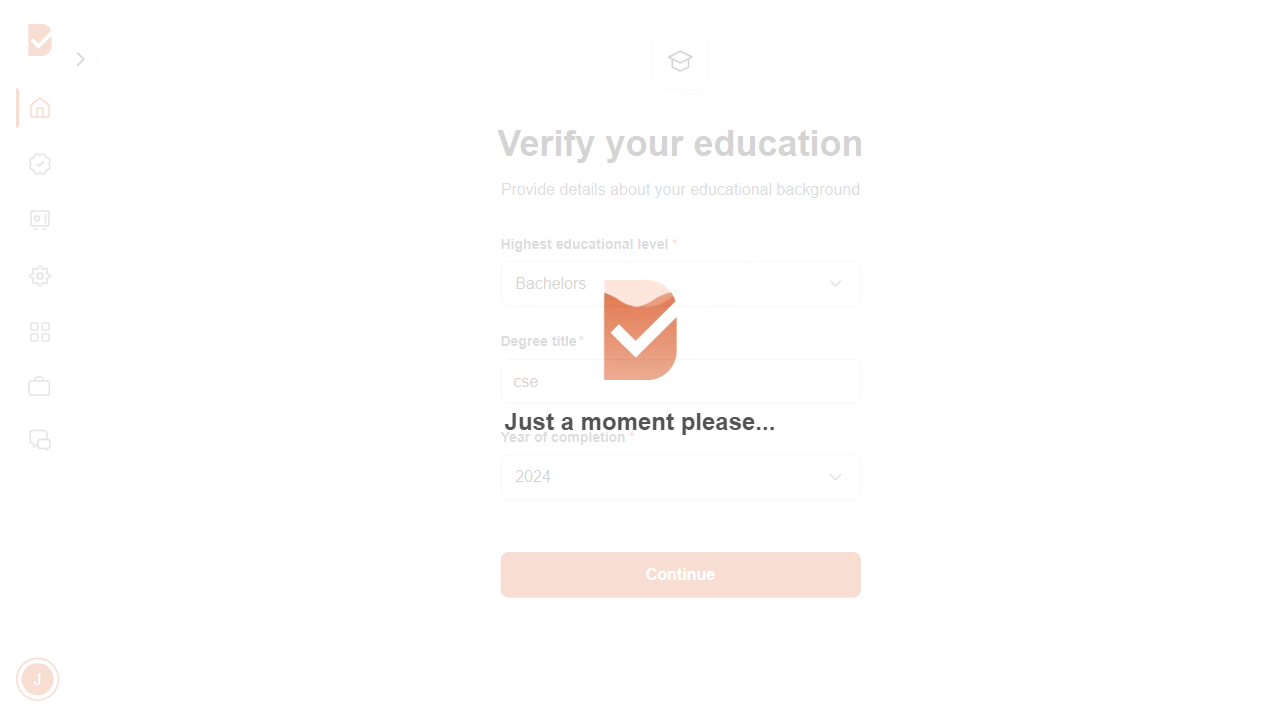 Verify your education
Provide details about your educational background
Highest educational level *
Bachelors
Degree title *
cse
Just a moment please...
Year of completion *
2024
Continue
J